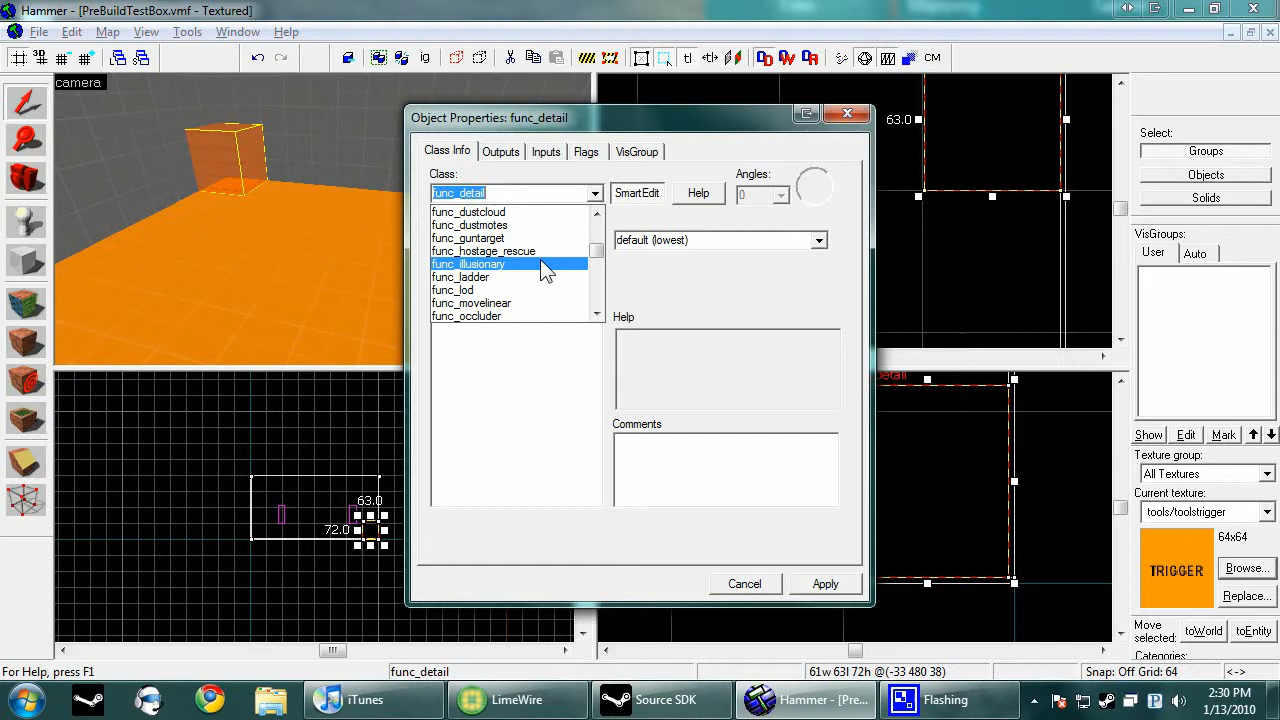 Hammer - [PreBuildTestBox.vmf - Textured]
File Edit Map View Tools Window Help
3D
ig
tl
CM
camera
63.0
Object Properties: func_detail
Class Info Outputs Inputs Flags VisGroup
Class:
func_detail
SmartEdit
Help
Angles:
0
func_dustcloud
func_dustmotes
func_guntarget
func_hostage_rescue
func_illusionary
func_ladder
func_lod
func_movelinear
func_occluder
default (lowest)
Help
Comments
Cancel
Apply
63.0
72.0
detail
Select:
Groups
Objects
Solids
VisGroups:
User Auto
Show Edit Mark
Texture group:
All Textures
Current texture:
tools/toolstrigger
TRIGGER
64x64
Browse...
Replace...
Move
selected:
toWorld
toEntity
Categories:
For Help, press F1
func_detail
61w 63l 72h @(-33 480 38)
Snap: Off Grid: 64
<->
iTunes
LimeWire
Source SDK
Hammer - [Pre...
Flashing
2:30 PM
1/13/2010